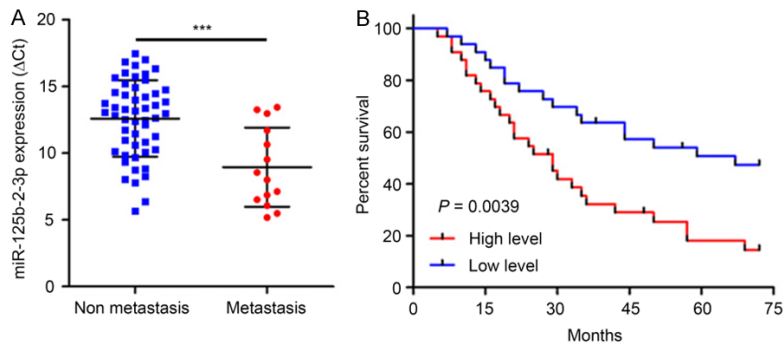 A
miR-125b-2-3p expression (ΔCt)
20
15
10
5
0
***
Non metastasis
Metastasis
B
Percent survival
100
80
60
40
20
0
P = 0.0039
High level
Low level
0 15 30 45 60 75
Months